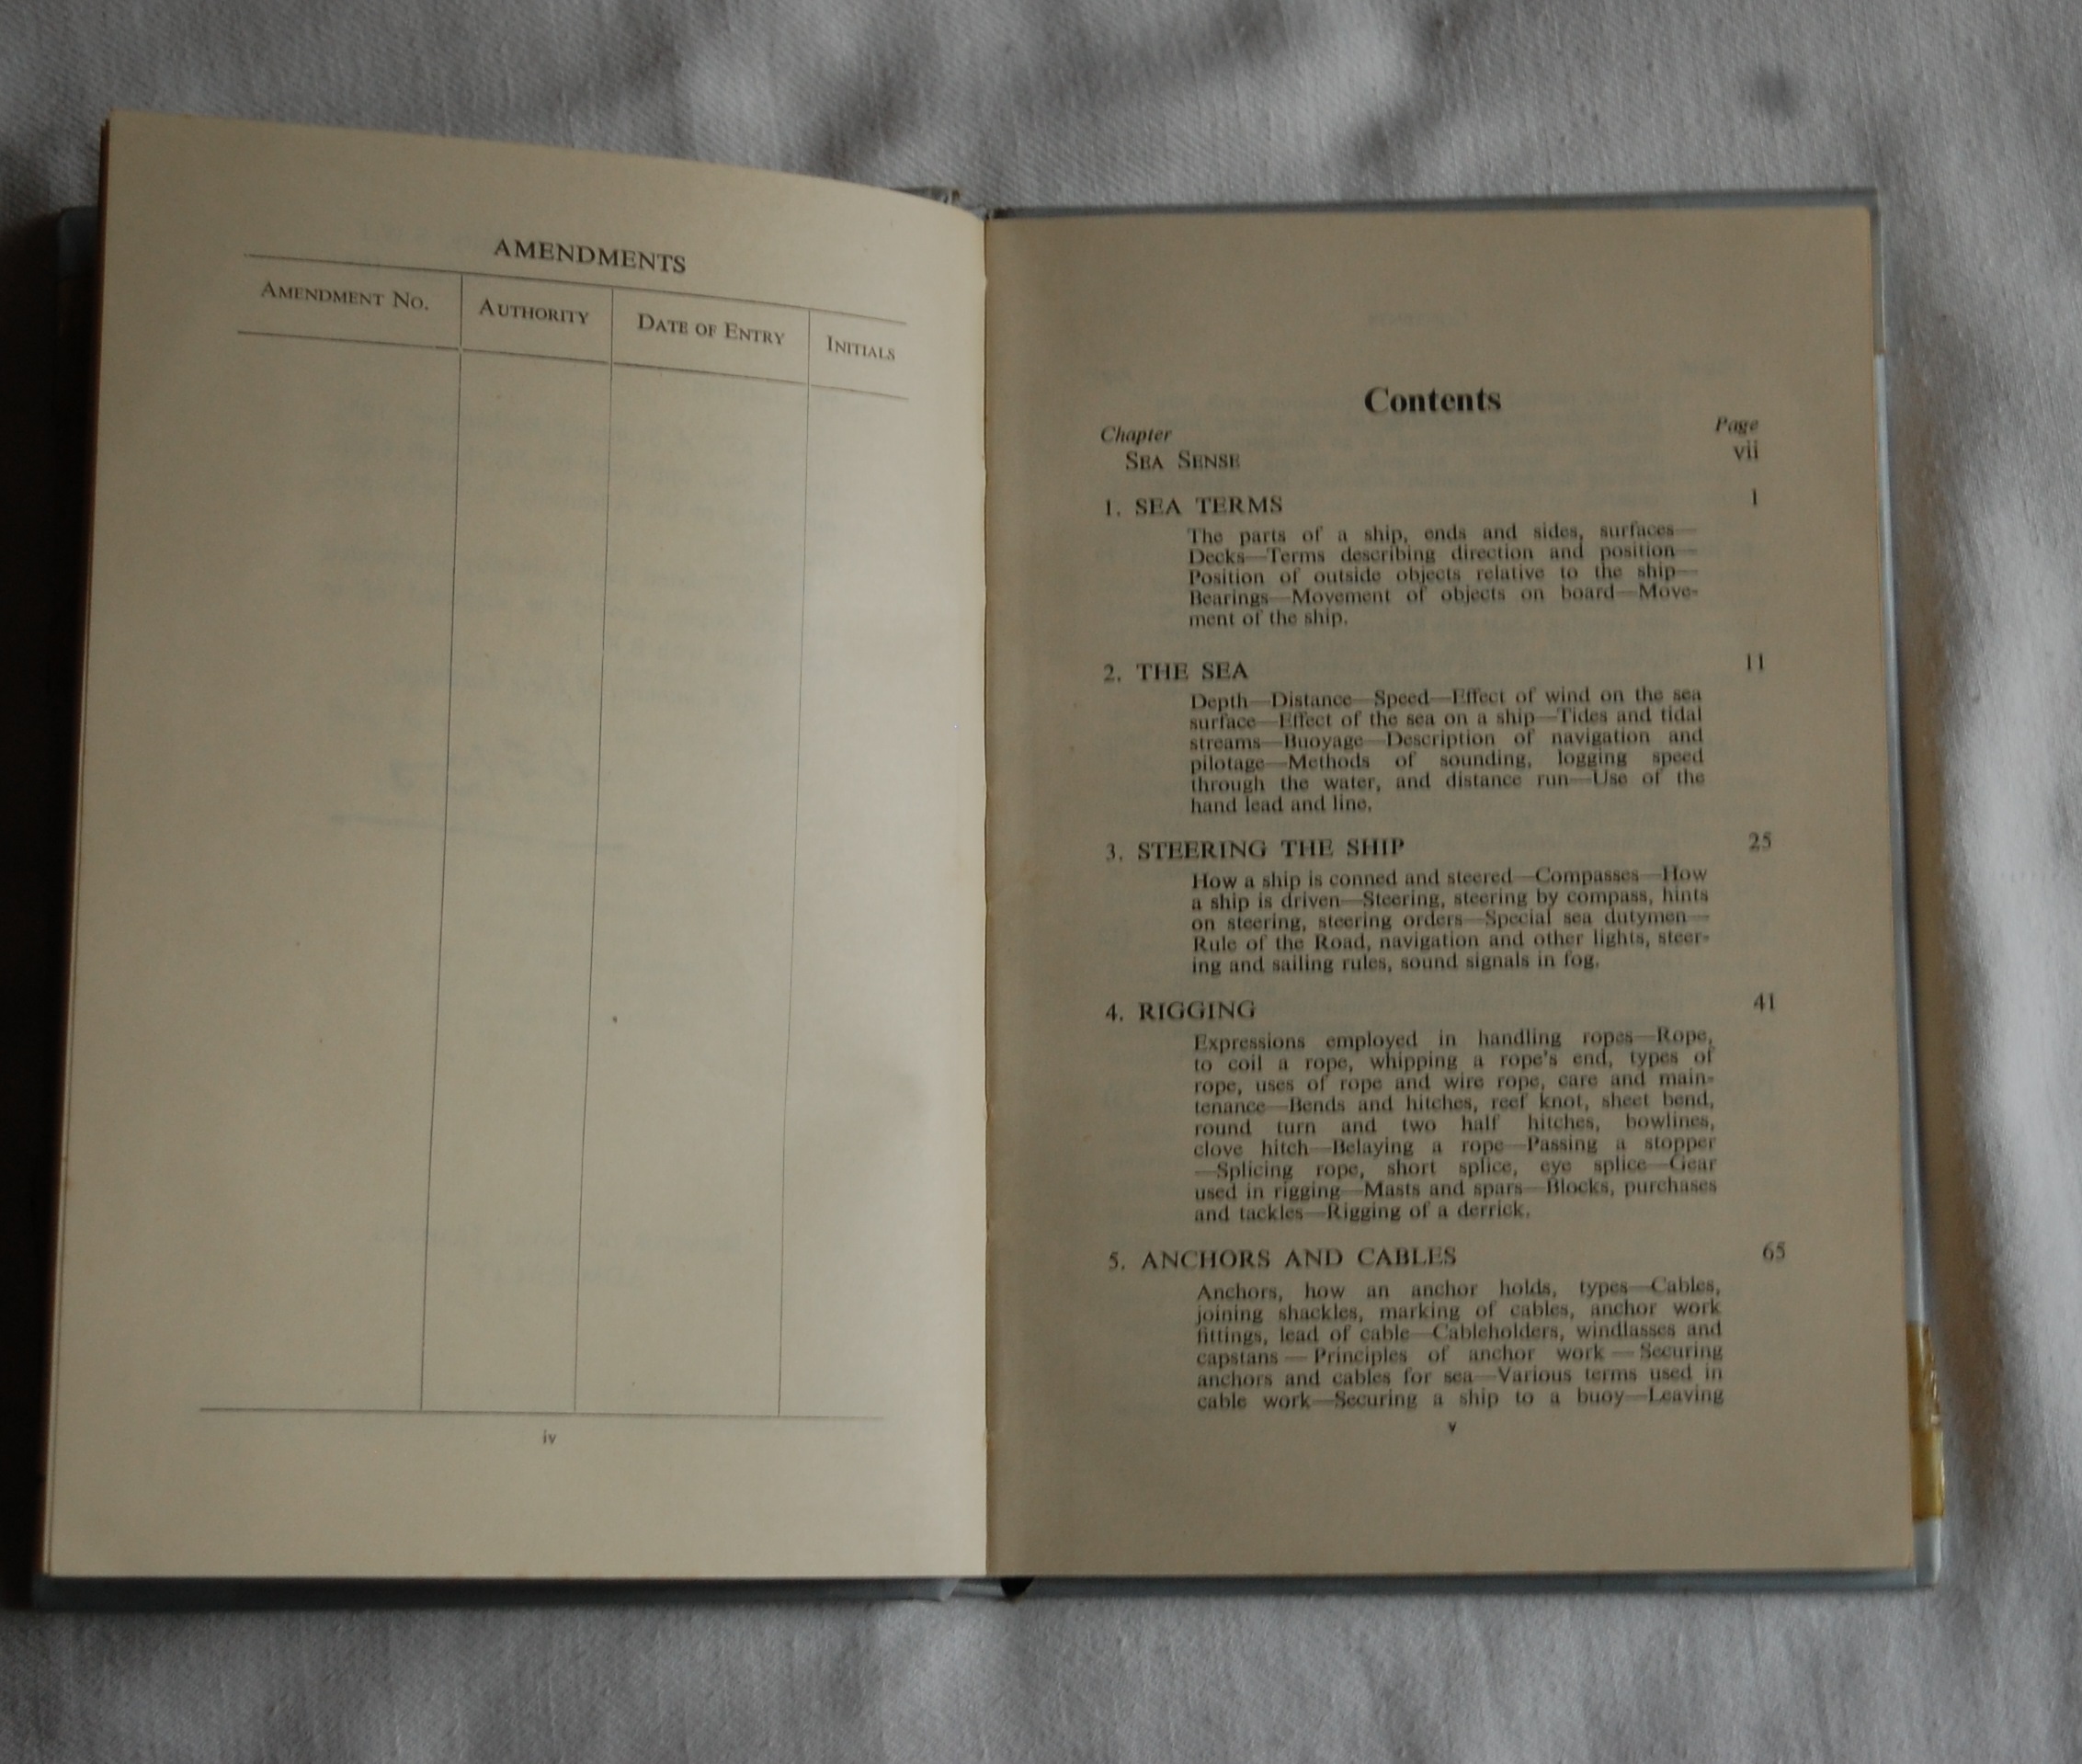 AMENDMENTS
AMENDMENT NO. AUTHORITY DATE OF ENTRY INITIALS
iv
Contents
Chapter Page
SEA SENSE vii
1. SEA TERMS 1
The parts of a ship, ends and sides, surfaces—
Decks—Terms describing direction and position—
Position of outside objects relative to the ship—
Bearings—Movement of objects on board—Move-
ment of the ship.
2. THE SEA 11
Depth—Distance—Speed—Effect of wind on the sea
surface—Effect of the sea on a ship—Tides and tidal
streams—Buoyage—Description of navigation and
pilotage—Methods of sounding, logging speed
through the water, and distance run—Use of the
hand lead and line.
3. STEERING THE SHIP 25
How a ship is conned and steered—Compasses—How
a ship is driven—Steering, steering by compass, hints
on steering, steering orders—Special sea dutymen—
Rule of the Road, navigation and other lights, steer-
ing and sailing rules, sound signals in fog.
4. RIGGING 41
Expressions employed in handling ropes—Rope,
to coil a rope, whipping a rope's end, types of
rope, uses of rope and wire rope, care and main-
tenance—Bends and hitches, reef knot, sheet bend,
round turn and two half hitches, bowlines,
clove hitch—Belaying a rope—Passing a stopper
—Splicing rope, short splice, eye splice—Gear
used in rigging—Masts and spars—Blocks, purchases
and tackles—Rigging of a derrick.
5. ANCHORS AND CABLES 65
Anchors, how an anchor holds, types—Cables,
joining shackles, marking of cables, anchor work
fittings, lead of cable—Cableholders, windlasses and
capstans — Principles of anchor work — Securing
anchors and cables for sea—Various terms used in
cable work—Securing a ship to a buoy—Leaving
v